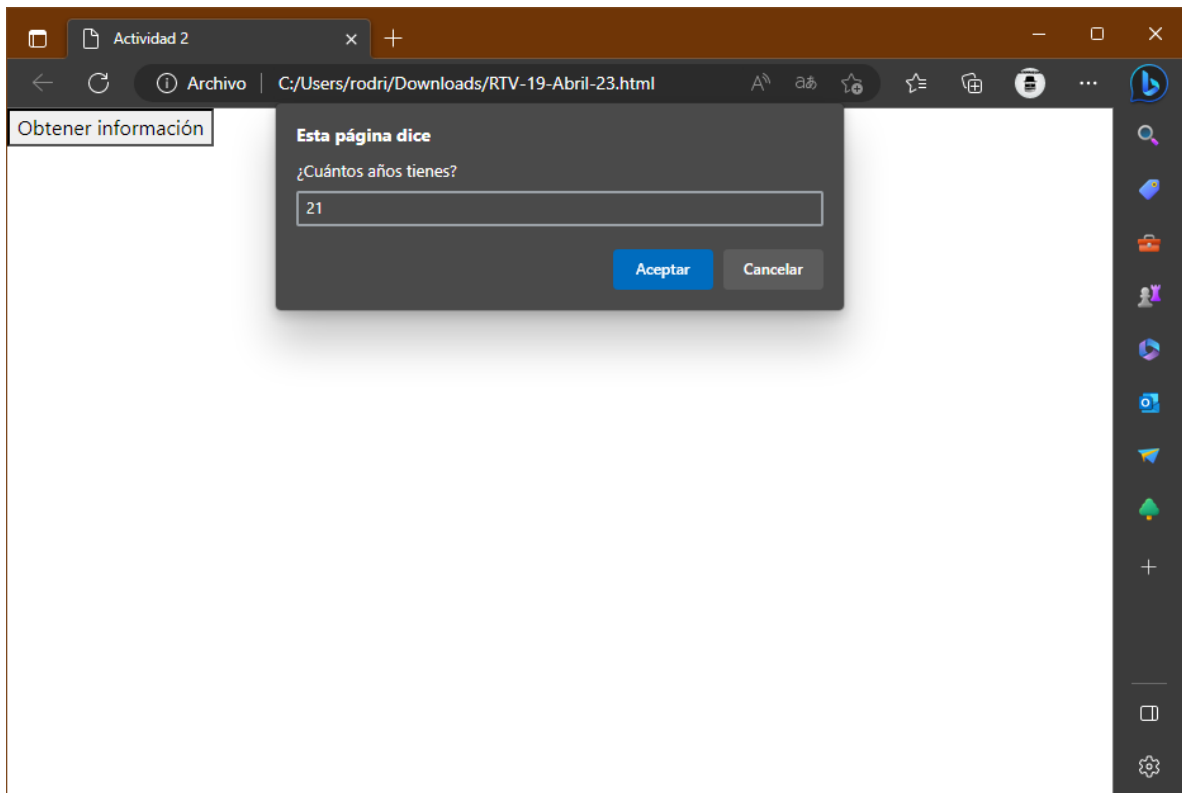 Actividad 2
Archivo C:/Users/rodri/Downloads/RTV-19-Abril-23.html
Obtener información
Esta página dice
¿Cuántos años tienes?
21
Aceptar Cancelar